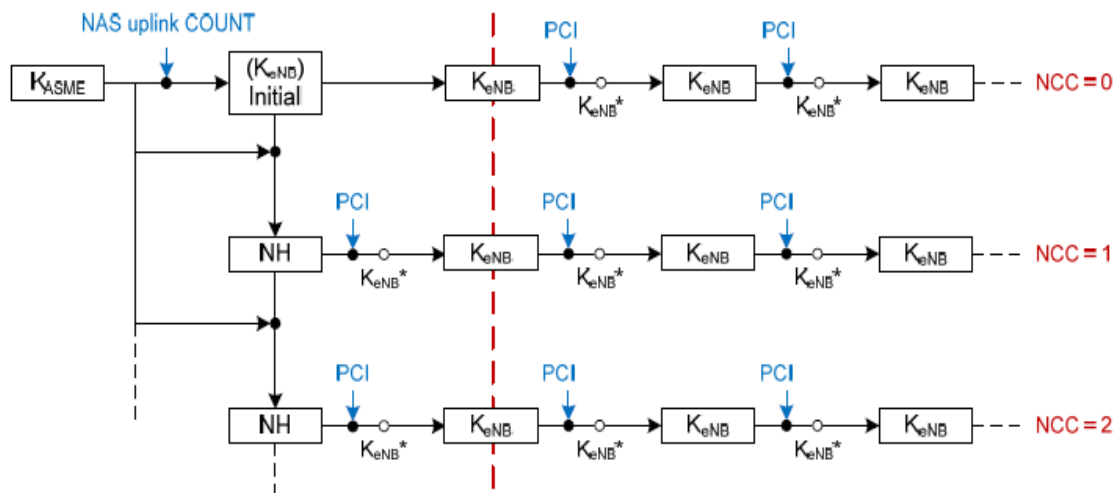 NAS uplink COUNT
PCI PCI
KASME (KeNB) Initial KeNB. KeNB KeNB NCC = 0
KeNB* KeNB*
PCI PCI PCI
NH KeNB. KeNB KeNB NCC = 1
KeNB* KeNB* KeNB*
PCI PCI PCI
NH KeNB. KeNB KeNB NCC = 2
KeNB* KeNB* KeNB*